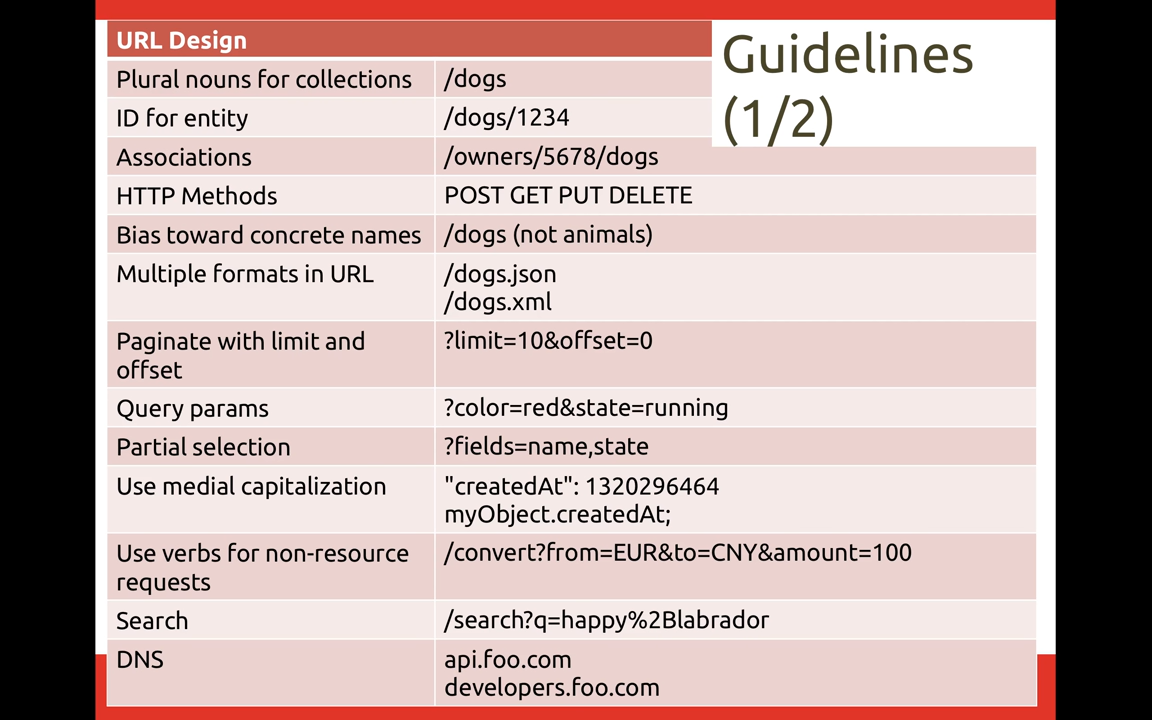 URL Design
Guidelines
(1/2)
Plural nouns for collections /dogs
ID for entity /dogs/1234
Associations /owners/5678/dogs
HTTP Methods POST GET PUT DELETE
Bias toward concrete names /dogs (not animals)
Multiple formats in URL /dogs.json
/dogs.xml
Paginate with limit and ?limit=10&offset=0
offset
Query params ?color=red&state=running
Partial selection ?fields=name,state
Use medial capitalization "createdAt": 1320296464
myObject.createdAt;
Use verbs for non-resource /convert?from=EUR&to=CNY&amount=100
requests
Search /search?q=happy%2Blabrador
DNS api.foo.com
developers.foo.com